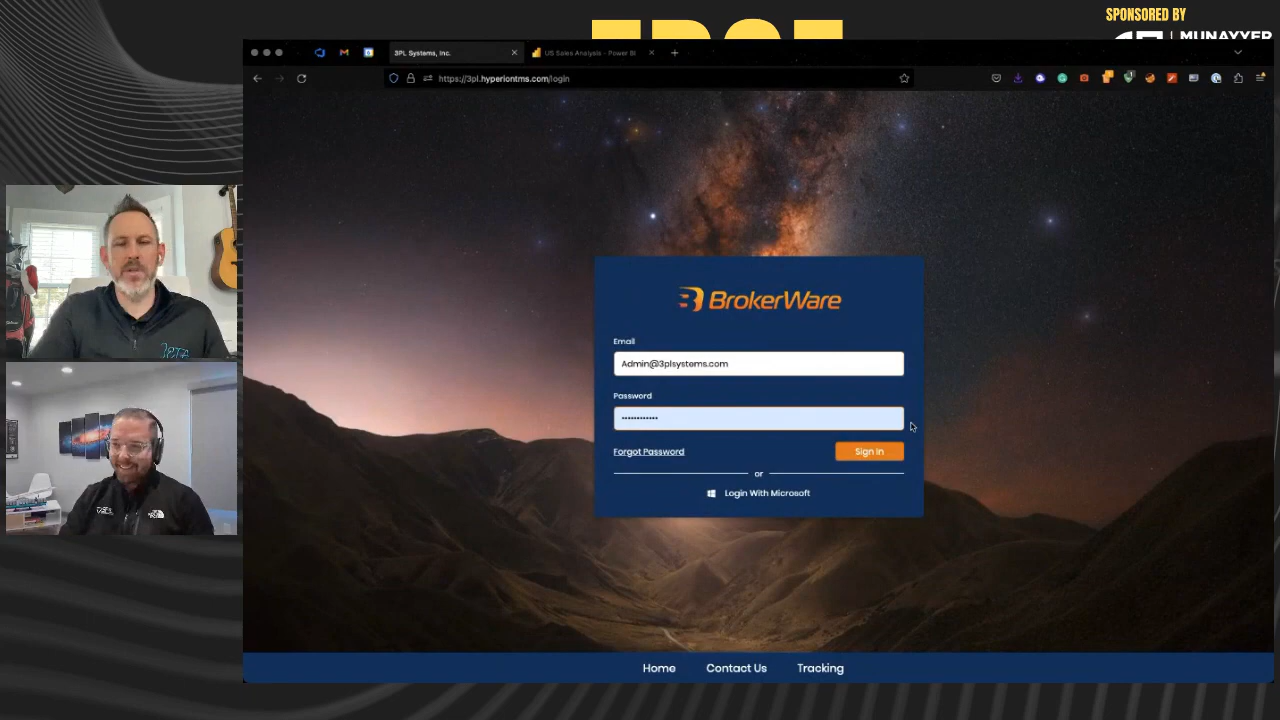 SPONSORED BY
MUNAYYER
3PL Systems, Inc.
US Sales Analysis - Power BI
https://3pl.hyperiontms.com/login
BrokerWare
Email
Admin@3plsystems.com
Password
••••••••••••
Forgot Password
Sign In
or
Login With Microsoft
Home
Contact Us
Tracking